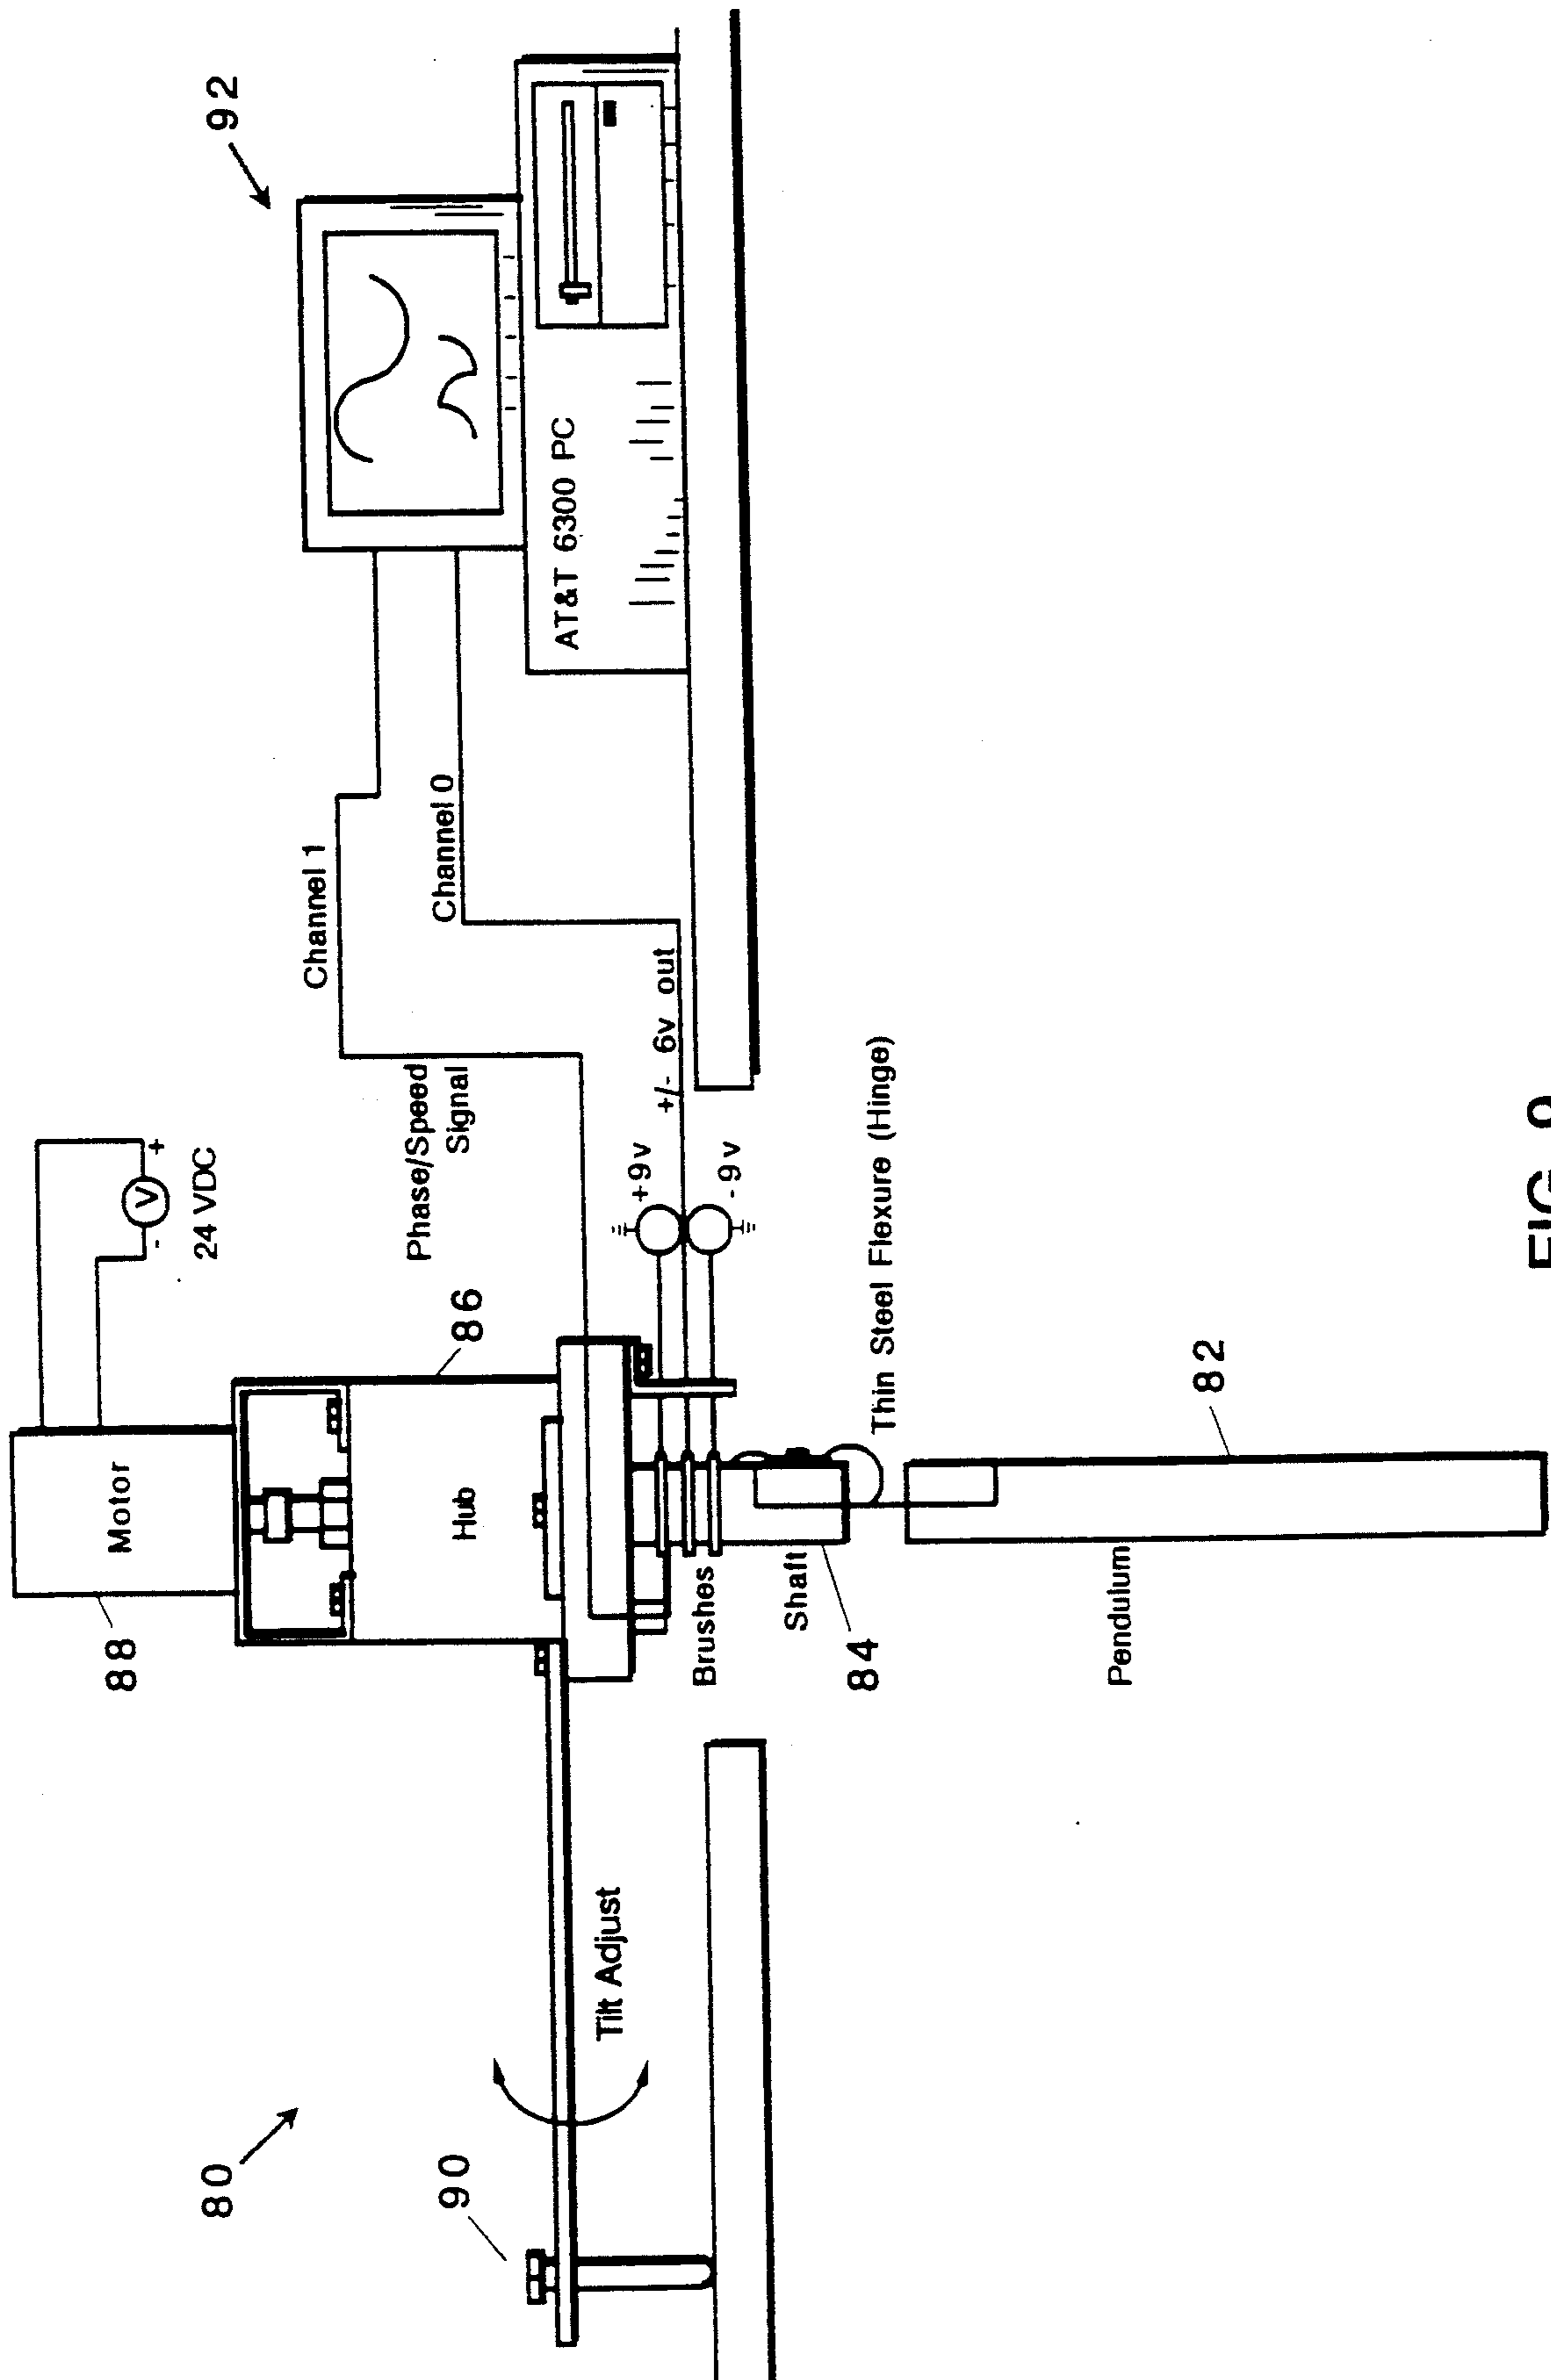 80
90
Tilt Adjust
88
Motor
Hub
86
-
V
+
24 VDC
Phase/Speed
Signal
Channel 1
Channel 0
92
AT&T 6300 PC
+9v
-9v
+/- 6v out
Brushes
Shaft
84
Thin Steel Flexure (Hinge)
Pendulum
82
FIG